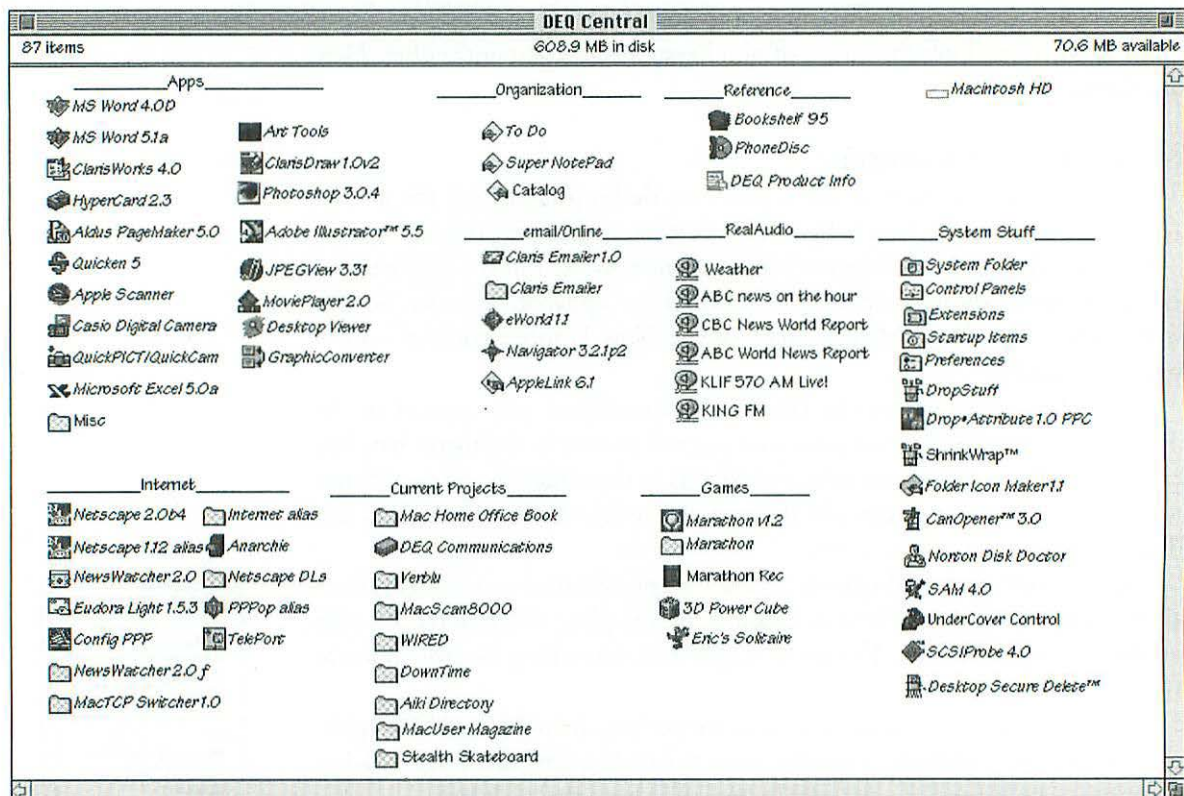 DEQ Central
87 items 608.9 MB in disk 70.6 MB available
Apps
MS Word 4.0D
MS Word 5.1a
ClarisWorks 4.0
HyperCard 2.3
Aldus PageMaker 5.0
Quicken 5
Apple Scanner
Casio Digital Camera
QuickPICT/QuickCam
Microsoft Excel 5.0a
Misc
Art Tools
ClarisDraw 1.0v2
Photoshop 3.0.4
Adobe Illustrator™ 5.5
JPEGView 3.3f
MoviePlayer 2.0
Desktop Viewer
GraphicConverter
Organization
To Do
Super NotePad
Catalog
Reference
Bookshelf '95
PhoneDisc
DEQ Product Info
Macintosh HD
email/Online
Claris Emailer 1.0
Claris Emailer
eWorld 1.1
Navigator 3.2.1p2
AppleLink 6.1
RealAudio
Weather
ABC news on the hour
CBC News World Report
ABC World News Report
KLIF 570 AM Live!
KING FM
System Stuff
System Folder
Control Panels
Extensions
Startup Items
Preferences
DropStuff
Drop•Attribute 1.0 PPC
ShrinkWrap™
Folder Icon Maker 1.1
CanOpener™ 3.0
Norton Disk Doctor
SAM 4.0
UnderCover Control
SCSIProbe 4.0
Desktop Secure Delete™
Internet
Netscape 2.0b4
Netscape 1.12 alias
NewsWatcher 2.0
Eudora Light 1.5.3
Config PPP
NewsWatcher 2.0 ƒ
MacTCP Switcher 1.0
Internet alias
Anarchie
Netscape DLs
PPPop alias
TelePort
Current Projects
Mac Home Office Book
DEQ Communications
Verblu
MacScan8000
WIRED
DownTime
Aiki Directory
MacUser Magazine
Stealth Skateboard
Games
Marathon v1.2
Marathon
Marathon Rec
3D Power Cube
Eric's Solitaire